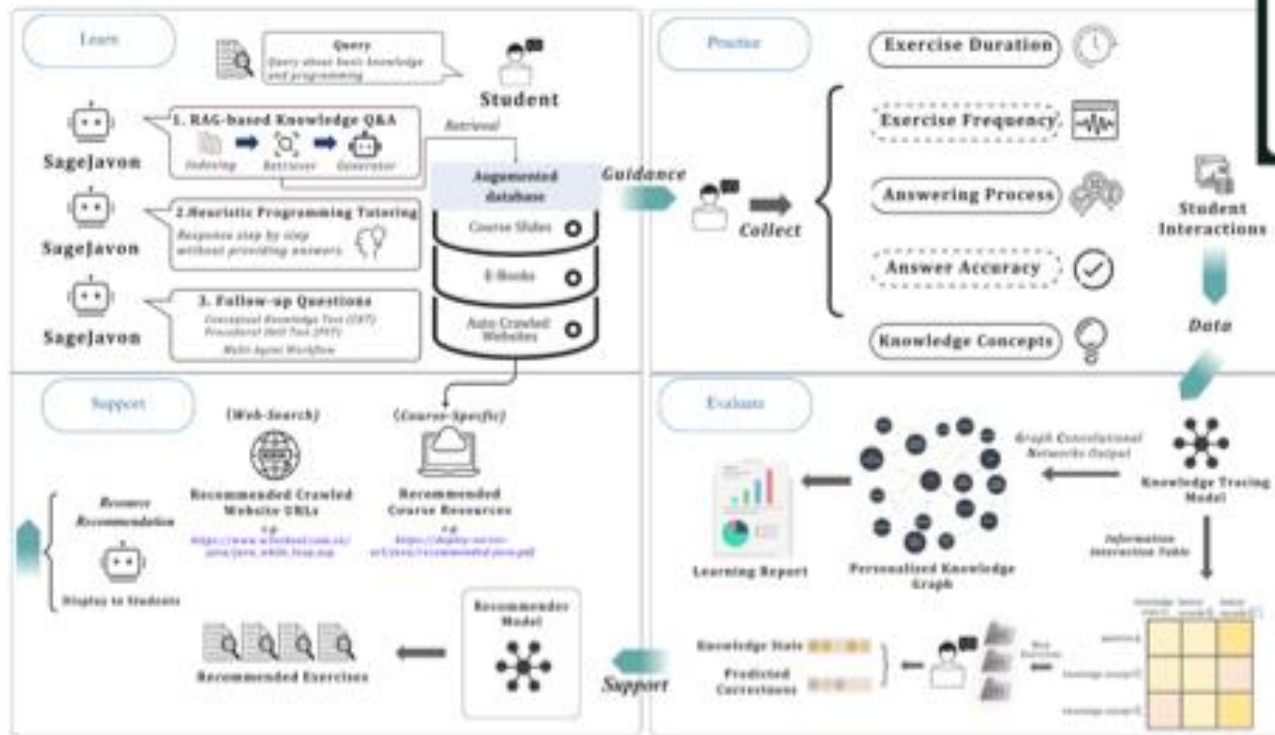 Learn
Query
Query about basic knowledge
and programming
Student
SageJavon
1. RAG-based Knowledge Q&A
Indexing
Retriever
Generator
Retrieval
SageJavon
2.Heuristic Programming Tutoring
Response step by step
without providing answers
SageJavon
3. Follow-up Questions
Conceptual Knowledge Test (CKT)
Procedural Skill Test (PST)
Multi-Agent Workflow
Augmented
database
Course Slides
E-Books
Auto Crawled
Websites
Guidance
Practice
Collect
Exercise Duration
Exercise Frequency
Answering Process
Answer Accuracy
Knowledge Concepts
Student
Interactions
Data
Support
(Web-Search)
Recommended Crawled
Website URLs
e.g.
(Course-Specific)
Recommended
Course Resources
e.g.
Resource
Recommendation
Display to Students
Recommended Exercises
Recommender
Model
Support
Evaluate
Learning Report
Personalized Knowledge
Graph
Graph Convolutional
Networks Output
Knowledge Tracing
Model
Information
Interaction Table
Knowledge State
Predicted
Correctness